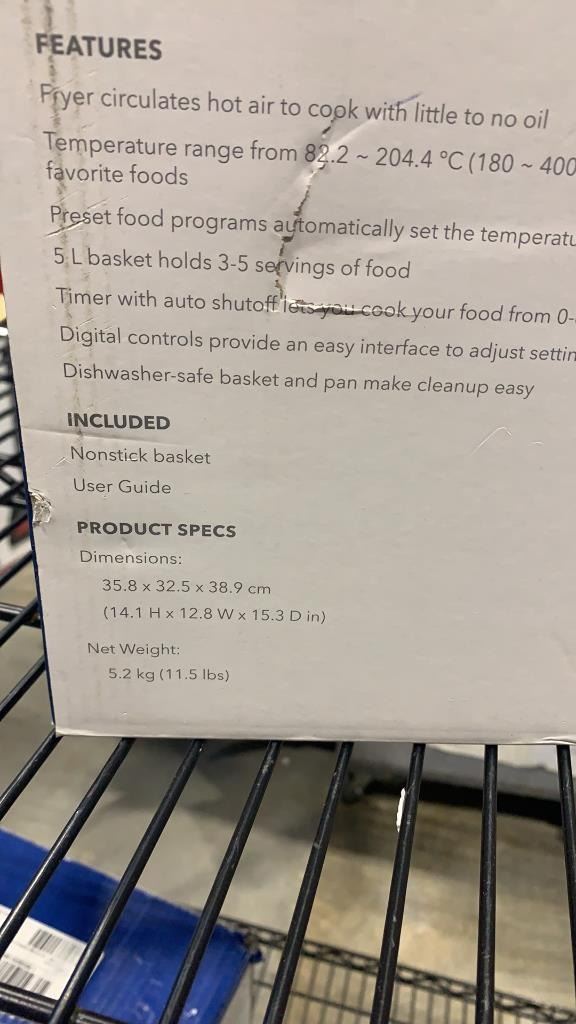 FEATURES
Fryer circulates hot air to cook with little to no oil
Temperature range from 82.2 ~ 204.4 °C (180 ~ 400
favorite foods
Preset food programs automatically set the temperatu
5 L basket holds 3-5 servings of food
Timer with auto shutoff lets you cook your food from 0-
Digital controls provide an easy interface to adjust settin
Dishwasher-safe basket and pan make cleanup easy
INCLUDED
Nonstick basket
User Guide
PRODUCT SPECS
Dimensions:
35.8 x 32.5 x 38.9 cm
(14.1 H x 12.8 W x 15.3 D in)
Net Weight:
5.2 kg (11.5 lbs)